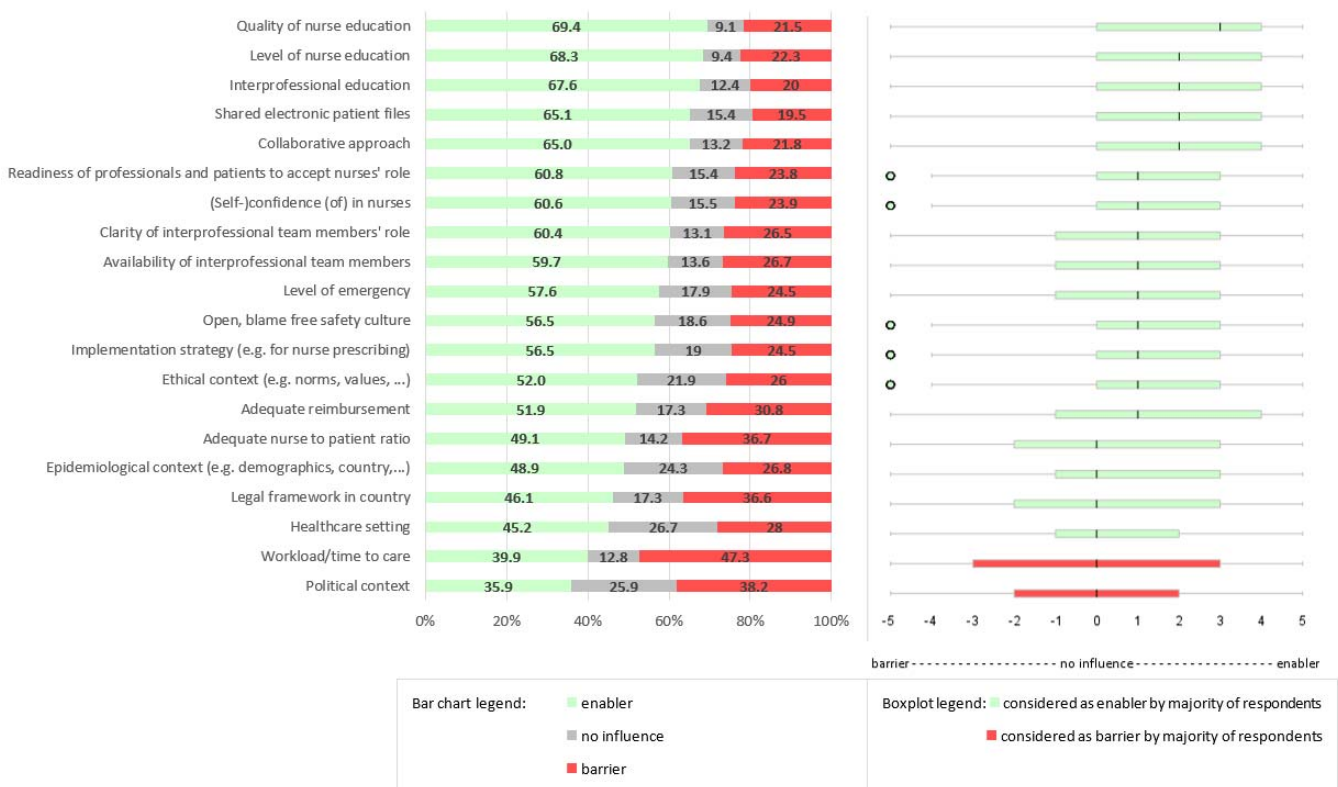 Quality of nurse education 69.4 9.1 21.5
Level of nurse education 68.3 9.4 22.3
Interprofessional education 67.6 12.4 20
Shared electronic patient files 65.1 15.4 19.5
Collaborative approach 65.0 13.2 21.8
Readiness of professionals and patients to accept nurses' role 60.8 15.4 23.8
(Self-)confidence (of) in nurses 60.6 15.5 23.9
Clarity of interprofessional team members' role 60.4 13.1 26.5
Availability of interprofessional team members 59.7 13.6 26.7
Level of emergency 57.6 17.9 24.5
Open, blame free safety culture 56.5 18.6 24.9
Implementation strategy (e.g. for nurse prescribing) 56.5 19 24.5
Ethical context (e.g. norms, values, ...) 52.0 21.9 26
Adequate reimbursement 51.9 17.3 30.8
Adequate nurse to patient ratio 49.1 14.2 36.7
Epidemiological context (e.g. demographics, country,...) 48.9 24.3 26.8
Legal framework in country 46.1 17.3 36.6
Healthcare setting 45.2 26.7 28
Workload/time to care 39.9 12.8 47.3
Political context 35.9 25.9 38.2
0% 20% 40% 60% 80% 100%
-5 -4 -3 -2 -1 0 1 2 3 4 5
barrier - - - - - - - - - - - - - - - - - no influence - - - - - - - - - - - - - - - - enabler
Bar chart legend:
enabler
no influence
barrier
Boxplot legend:
considered as enabler by majority of respondents
considered as barrier by majority of respondents